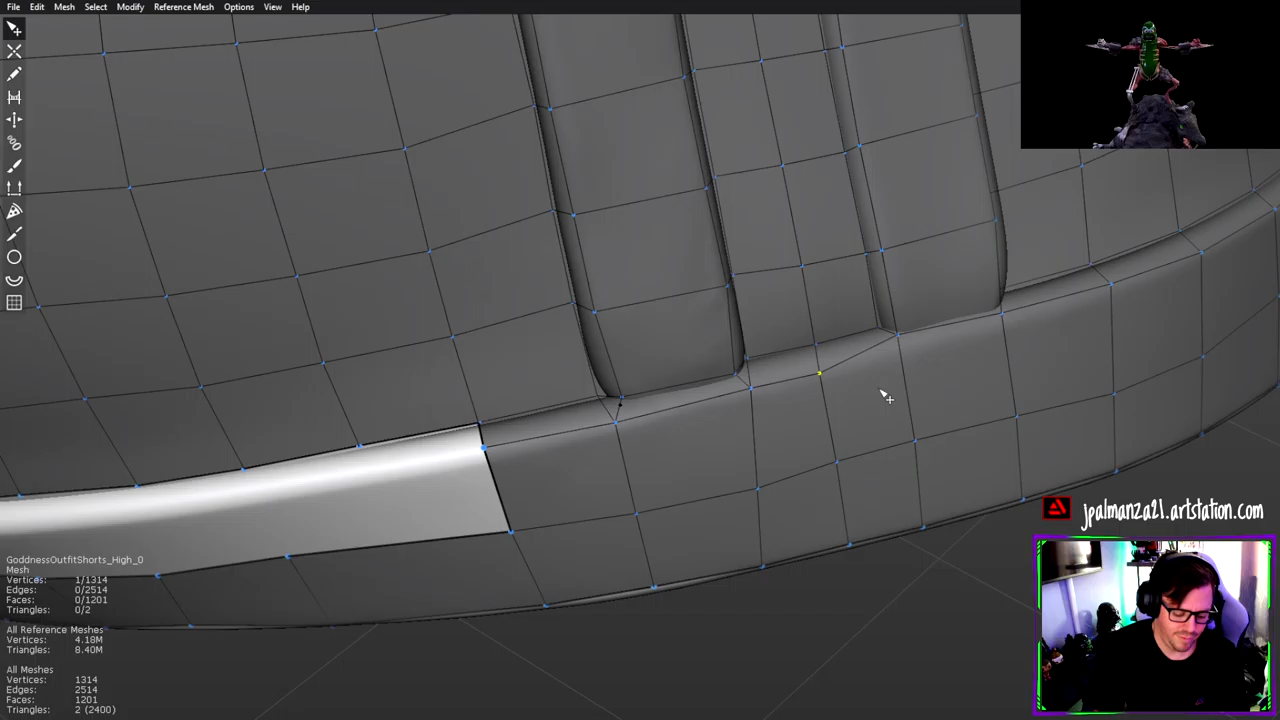 File Edit Mesh Select Modify Reference Mesh Options View Help
jpalmanza21.artstation.com
GoddnessOutfitShorts_High_0
Mesh
Vertices: 1/1314
Edges: 0/2514
Faces: 0/1201
Triangles: 0/2
All Reference Meshes
Vertices: 4.18M
Triangles: 8.40M
All Meshes
Vertices: 1314
Edges: 2514
Faces: 1201
Triangles: 2 (2400)